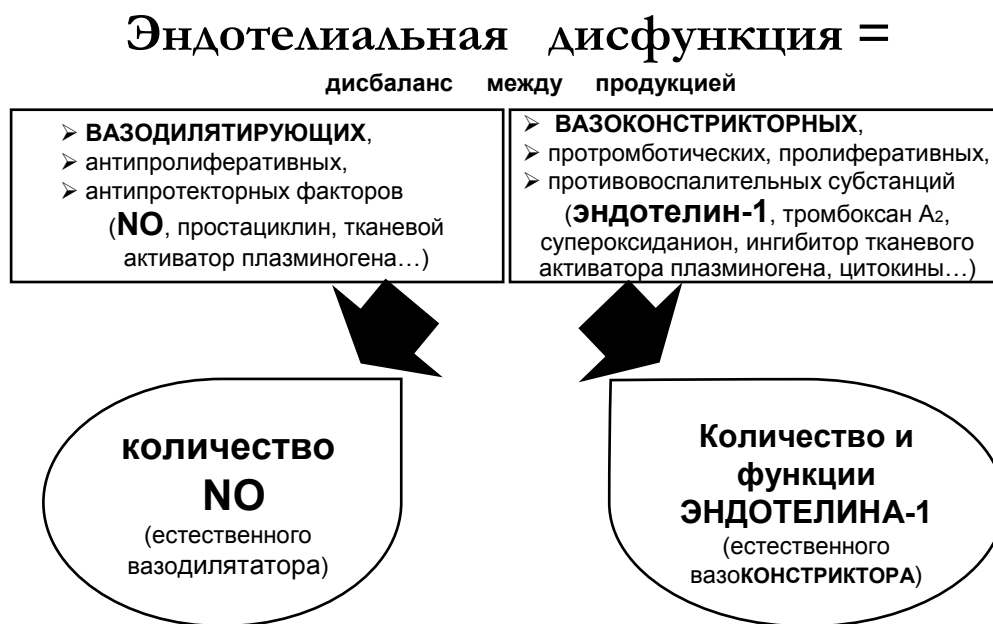 Эндотелиальная дисфункция =
дисбаланс между продукцией
➢ ВАЗОДИЛЯТИРУЮЩИХ,
➢ антипролиферативных,
➢ антипротекторных факторов
(NO, простациклин, тканевой
активатор плазминогена…)
➢ ВАЗОКОНСТРИКТОРНЫХ,
➢ протромботических, пролиферативных,
➢ противовоспалительных субстанций
(эндотелин-1, тромбоксан А2,
супероксиданион, ингибитор тканевого
активатора плазминогена, цитокины…)
количество
NO
(естественного
вазодилятатора)
Количество и
функции
ЭНДОТЕЛИНА-1
(естественного
вазоКОНСТРИКТОРА)